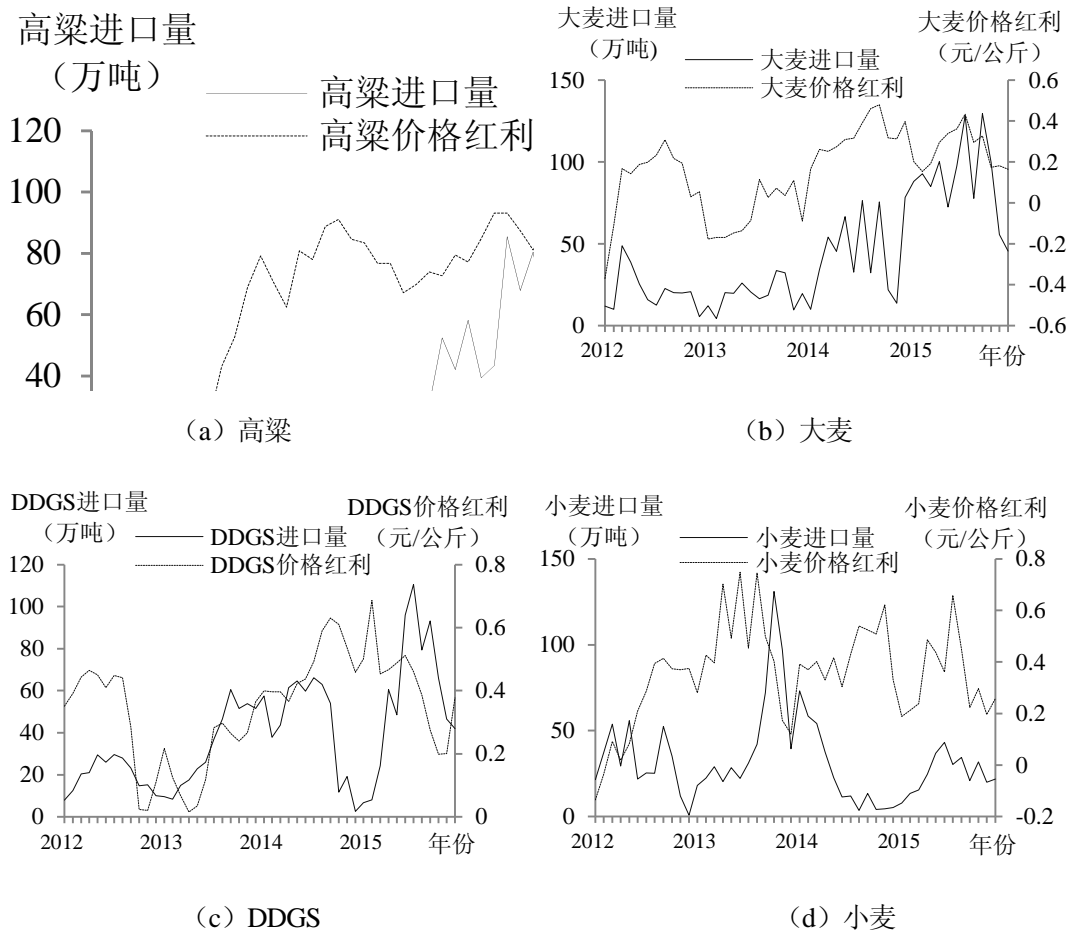 高粱进口量
（万吨）
高粱进口量
高粱价格红利
120
100
80
60
40
（a）高粱
大麦进口量
（万吨)
大麦价格红利
（元/公斤）
大麦进口量
大麦价格红利
150
100
50
0
0.6
0.4
0.2
0
-0.2
-0.4
-0.6
2012 2013 2014 2015 年份
（b）大麦
DDGS进口量
（万吨）
DDGS价格红利
（元/公斤）
DDGS进口量
DDGS价格红利
120
100
80
60
40
20
0
0.8
0.6
0.4
0.2
0
2012 2013 2014 2015 年份
（c）DDGS
小麦进口量
（万吨）
小麦价格红利
（元/公斤）
小麦进口量
小麦价格红利
150
100
50
0
0.8
0.6
0.4
0.2
0
-0.2
2012 2013 2014 2015 年份
（d）小麦